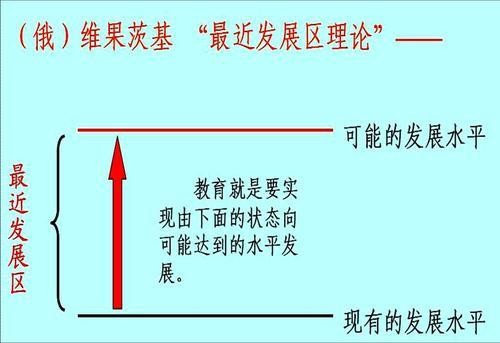 （俄）维果茨基 “最近发展区理论”——
可能的发展水平
最近发展区
教育就是要实
现由下面的状态向
可能达到的水平发
展。
现有的发展水平